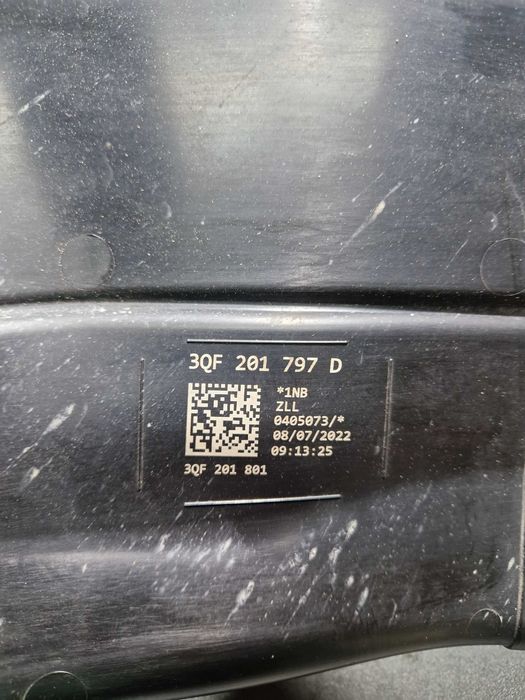 3QF 201 797 D
*1NB
ZLL
0405073/*
08/07/2022
09:13:25
3QF 201 801